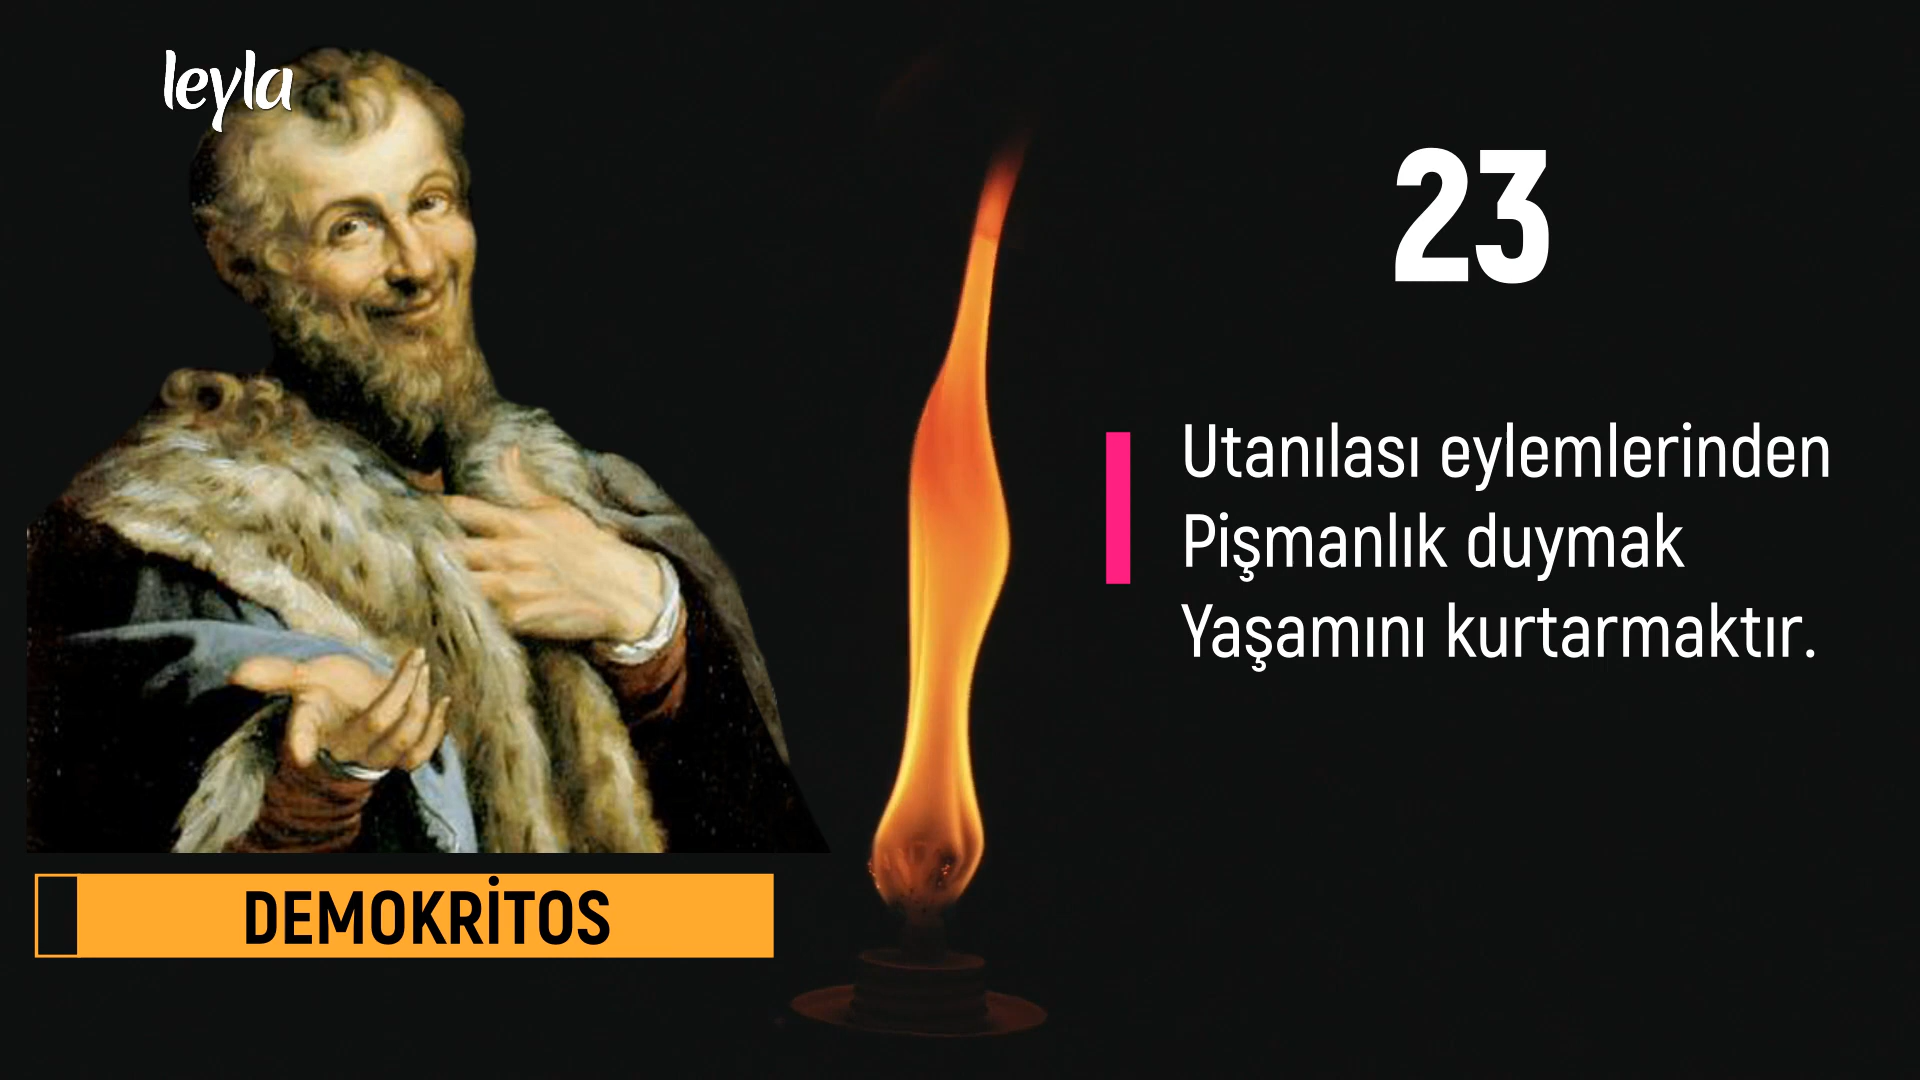 leyla
23
Utanılası eylemlerinden
Pişmanlık duymak
Yaşamını kurtarmaktır.
DEMOKRİTOS